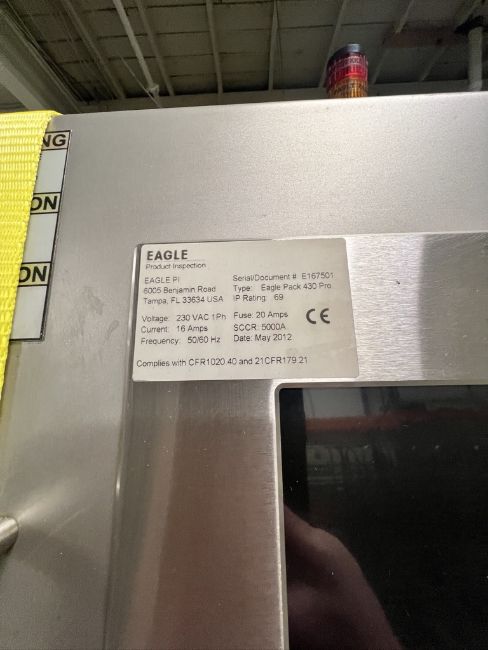 NG
ON
ON
EAGLE
Product Inspection
EAGLE PI
6005 Benjamin Road
Tampa, FL 33634 USA
Serial/Document # E167501
Type: Eagle Pack 430 Pro
IP Rating: 69
Voltage: 230 VAC 1Ph
Current: 16 Amps
Frequency: 50/60 Hz
Fuse: 20 Amps
SCCR: 5000A
Date: May 2012
CE
Complies with CFR1020.40 and 21CFR179.21